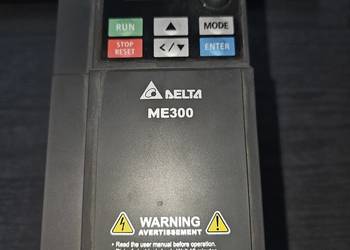 RUN
MODE
STOP
RESET
ENTER
DELTA
ME300
WARNING
AVERTISSEMENT
• Read the user manual before operation.